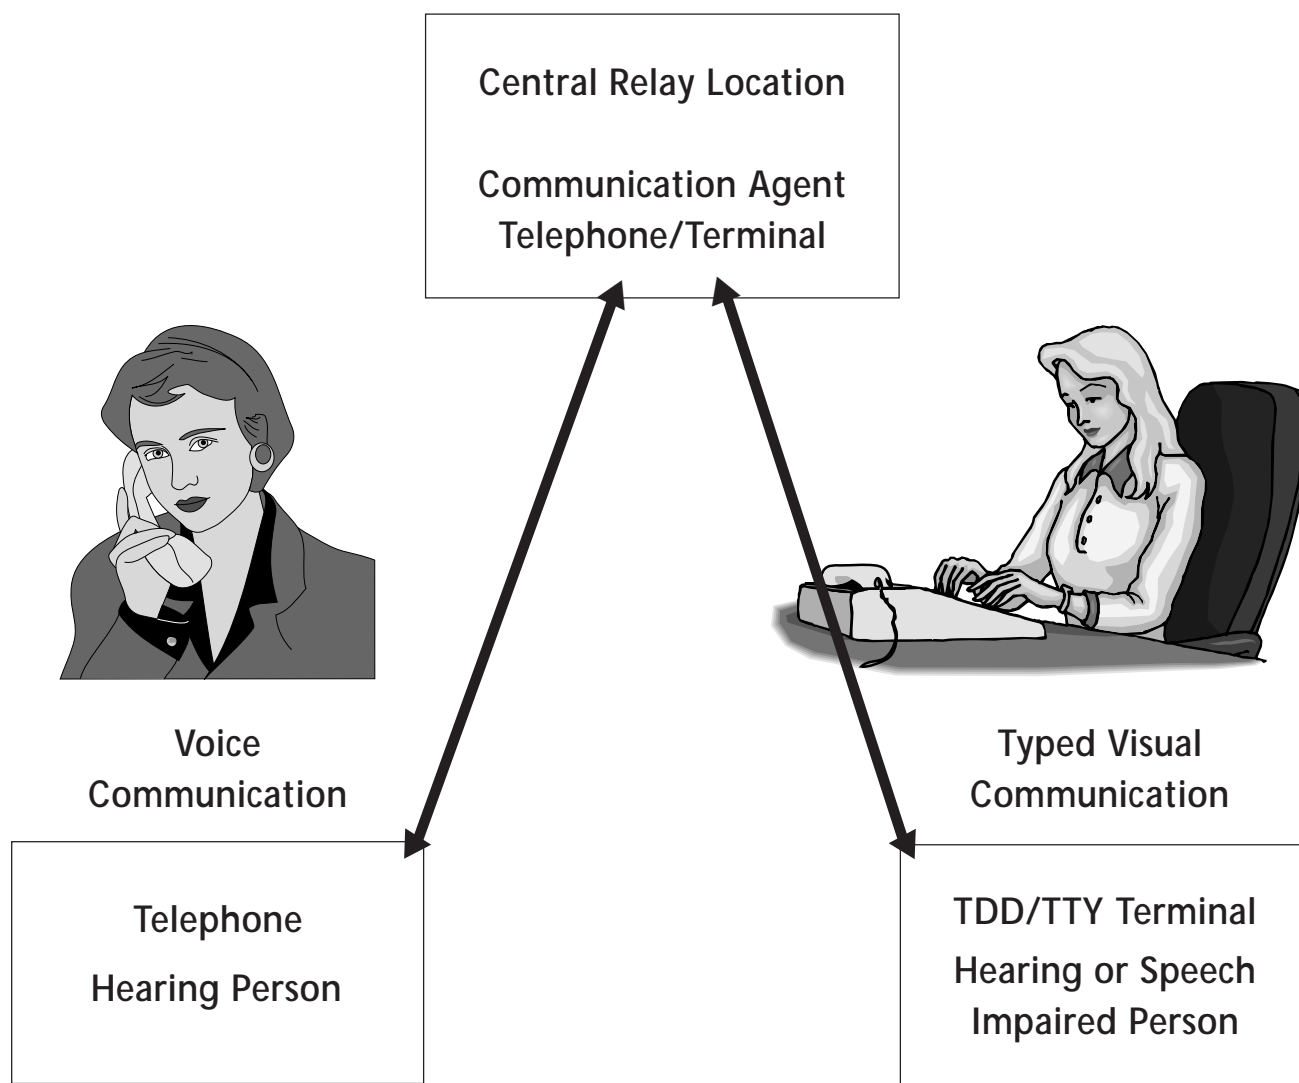 Central Relay Location
Communication Agent
Telephone/Terminal
Voice
Communication
Typed Visual
Communication
Telephone
Hearing Person
TDD/TTY Terminal
Hearing or Speech
Impaired Person